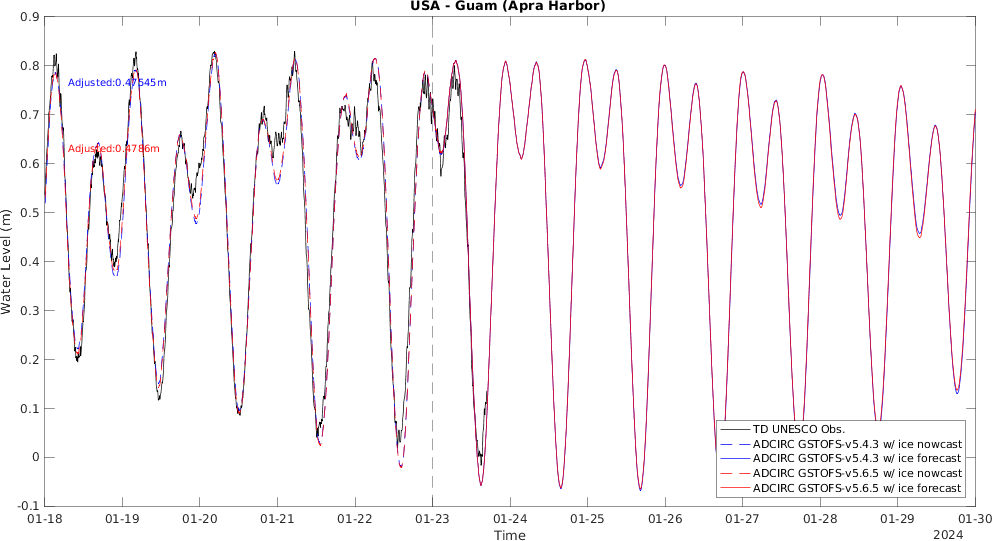 USA - Guam (Apra Harbor)
0.9
0.8
0.7
0.6
0.5
0.4
0.3
0.2
0.1
0
-0.1
Water Level (m)
Adjusted:0.47545m
Adjusted:0.4786m
TD UNESCO Obs.
ADCIRC GSTOFS-v5.4.3 w/ ice nowcast
ADCIRC GSTOFS-v5.4.3 w/ ice forecast
ADCIRC GSTOFS-v5.6.5 w/ ice nowcast
ADCIRC GSTOFS-v5.6.5 w/ ice forecast
01-18 01-19 01-20 01-21 01-22 01-23 01-24 01-25 01-26 01-27 01-28 01-29 01-30
Time
2024